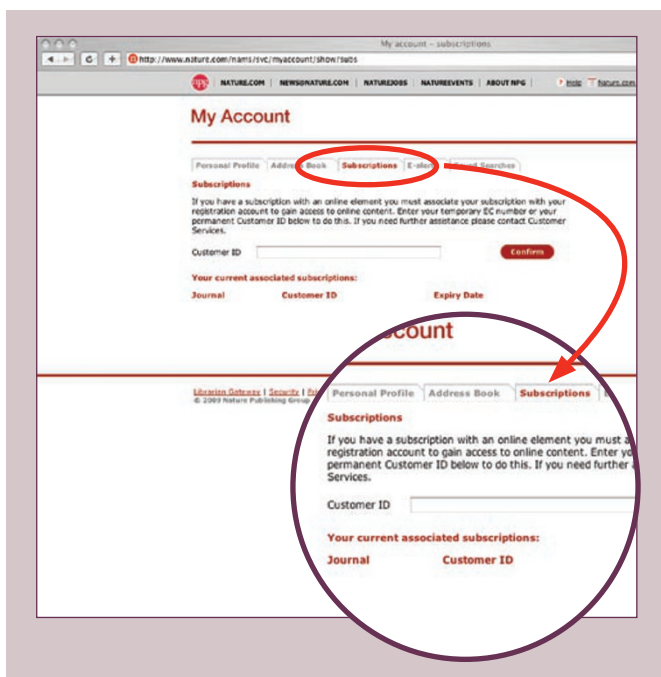 My account – subscriptions
http://www.nature.com/nams/svc/myaccount/show/subs
npg NATURE.COM | NEWS@NATURE.COM | NATUREJOBS | NATUREEVENTS | ABOUT NPG | ? Help Nature.com
My Account
Personal Profile Address Book Subscriptions E-alerts Saved Searches
Subscriptions
If you have a subscription with an online element you must associate your subscription with your
registration account to gain access to online content. Enter your temporary EC number or your
permanent Customer ID below to do this. If you need further assistance please contact Customer
Services.
Customer ID Confirm
Your current associated subscriptions:
Journal Customer ID Expiry Date
Librarian Gateway | Security |
© 2009 Nature Publishing Group
ccount
Personal Profile Address Book Subscriptions
Subscriptions
If you have a subscription with an online element you must a
registration account to gain access to online content. Enter yo
permanent Customer ID below to do this. If you need further a
Services.
Customer ID
Your current associated subscriptions:
Journal Customer ID